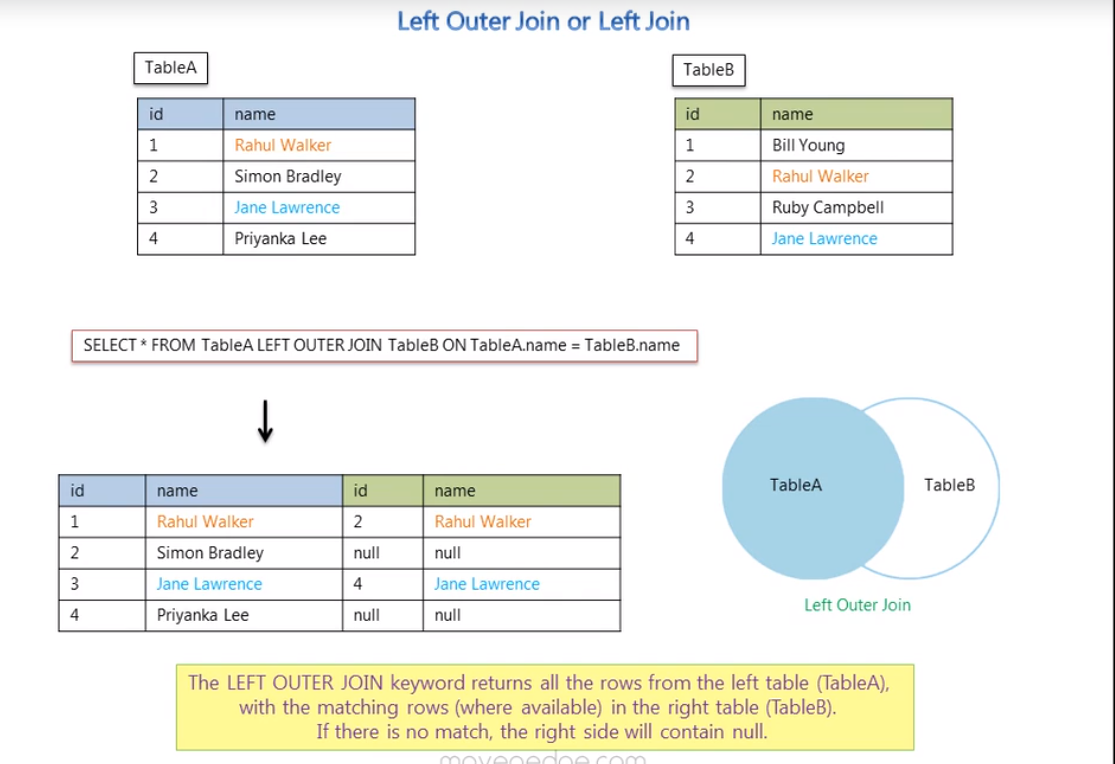 Left Outer Join or Left Join
TableA
id name
1 Rahul Walker
2 Simon Bradley
3 Jane Lawrence
4 Priyanka Lee
TableB
id name
1 Bill Young
2 Rahul Walker
3 Ruby Campbell
4 Jane Lawrence
SELECT * FROM TableA LEFT OUTER JOIN TableB ON TableA.name = TableB.name
id name id name
1 Rahul Walker 2 Rahul Walker
2 Simon Bradley null null
3 Jane Lawrence 4 Jane Lawrence
4 Priyanka Lee null null
TableA
TableB
Left Outer Join
The LEFT OUTER JOIN keyword returns all the rows from the left table (TableA),
with the matching rows (where available) in the right table (TableB).
If there is no match, the right side will contain null.